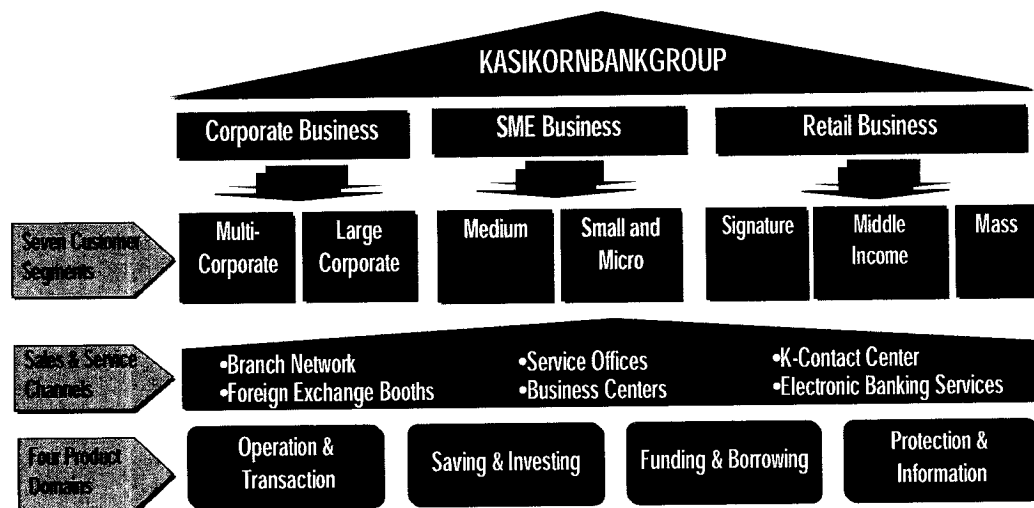 KASIKORNBANKGROUP
Corporate Business
SME Business
Retail Business
Seven Customer
Segments
Multi-
Corporate
Large
Corporate
Medium
Small and
Micro
Signature
Middle
Income
Mass
Sales & Service
Channels
•Branch Network
•Foreign Exchange Booths
•Service Offices
•Business Centers
•K-Contact Center
•Electronic Banking Services
Four Product
Domains
Operation &
Transaction
Saving & Investing
Funding & Borrowing
Protection &
Information